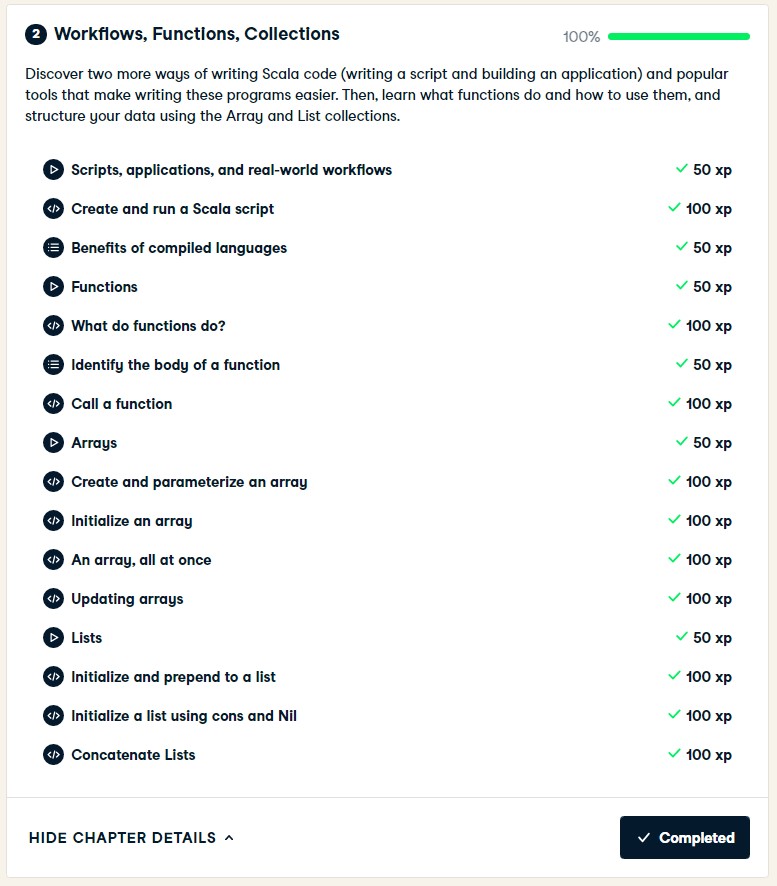 2 Workflows, Functions, Collections 100%
Discover two more ways of writing Scala code (writing a script and building an application) and popular
tools that make writing these programs easier. Then, learn what functions do and how to use them, and
structure your data using the Array and List collections.
Scripts, applications, and real-world workflows 50 xp
Create and run a Scala script 100 xp
Benefits of compiled languages 50 xp
Functions 50 xp
What do functions do? 100 xp
Identify the body of a function 50 xp
Call a function 100 xp
Arrays 50 xp
Create and parameterize an array 100 xp
Initialize an array 100 xp
An array, all at once 100 xp
Updating arrays 100 xp
Lists 50 xp
Initialize and prepend to a list 100 xp
Initialize a list using cons and Nil 100 xp
Concatenate Lists 100 xp
HIDE CHAPTER DETAILS Completed